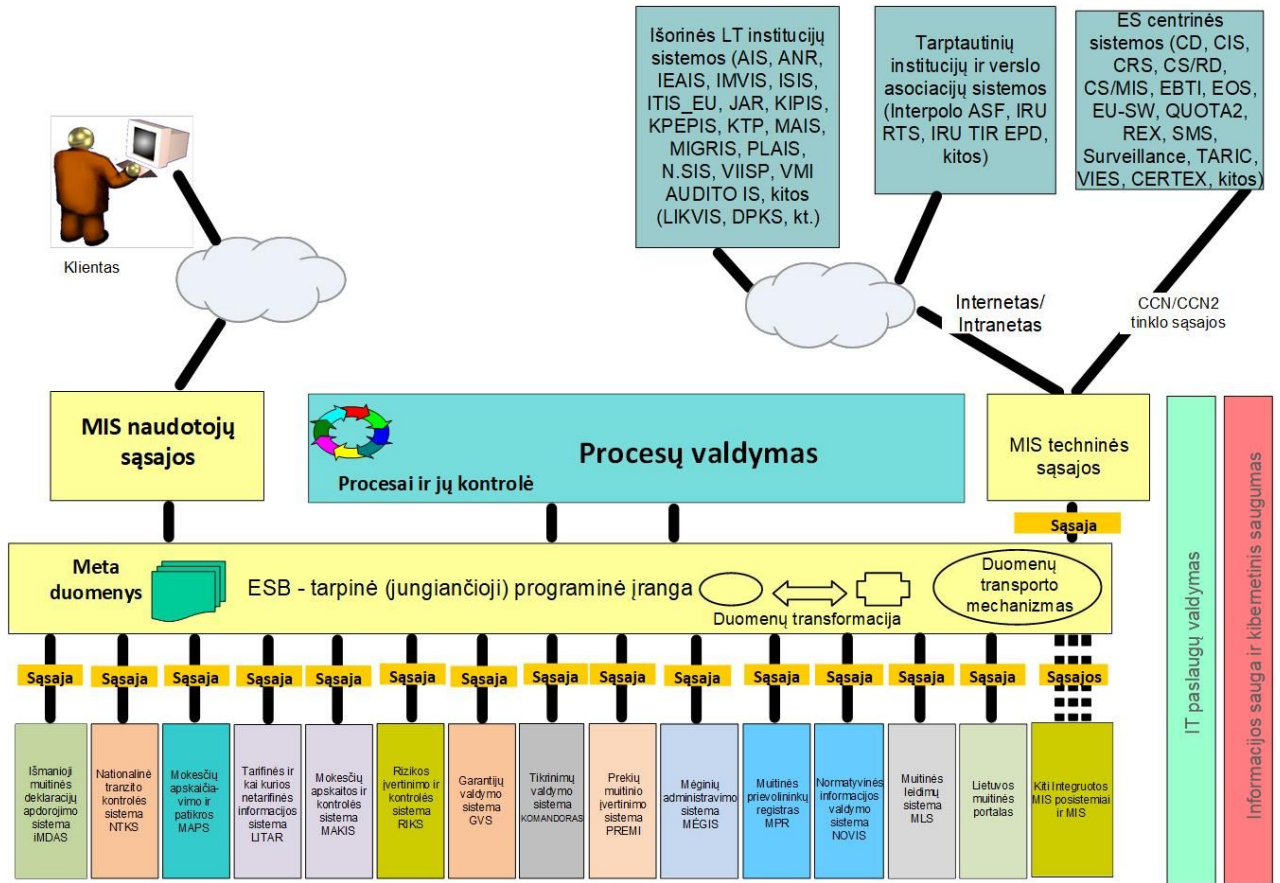 Išorinės LT institucijų
sistemos (AIS, ANR,
IEAIS, IMVIS, ISIS,
ITIS_EU, JAR, KIPIS,
KPEPIS, KTP, MAIS,
MIGRIS, PLAIS,
N.SIS, VIISP, VMI
AUDITO IS, kitos
(LIKVIS, DPKS, kt.)
Tarptautinių
institucijų ir verslo
asociacijų sistemos
(Interpolo ASF, IRU
RTS, IRU TIR EPD,
kitos)
ES centrinės
sistemos (CD, CIS,
CRS, CS/RD,
CS/MIS, EBTI, EOS,
EU-SW, QUOTA2,
REX, SMS,
Surveillance, TARIC,
VIES, CERTEX, kitos)
Klientas
Internetas/
Intranetas
CCN/CCN2
tinklo sąsajos
MIS naudotojų
sąsajos
Procesų valdymas
Procesai ir jų kontrolė
MIS techninės
sąsajos
Sąsaja
Meta
duomenys
ESB - tarpinė (jungiančioji) programinė įranga
Duomenų transformacija
Duomenų
transporto
mechanizmas
Sąsaja
Sąsaja
Sąsaja
Sąsaja
Sąsaja
Sąsaja
Sąsaja
Sąsaja
Sąsaja
Sąsaja
Sąsaja
Sąsaja
Sąsaja
Sąsaja
Sąsajos
Išmanioji
muitinės
deklaracijų
apdorojimo
sistema
iMDAS
Nationalinė
tranzito
kontrolės
sistema
NTKS
Mokesčių
apskaičia-
vimo ir
patikros
MAPS
Tarifinės ir
kai kurios
netarifinės
informacijos
sistema
LITAR
Mokesčių
apskaitos ir
kontrolės
sistema
MAKIS
Rizikos
įvertinimo ir
kontrolės
sistema
RIKS
Garantijų
valdymo
sistema
GVS
Tikrinimų
valdymo
sistema
KOMANDORAS
Prekių
muitinio
įvertinimo
sistema
PREMI
Mėginių
administravimo
sistema
MĖGIS
Muitinės
prievolininkų
registras
MPR
Normatyvinės
informacijos
valdymo
sistema
NOVIS
Muitinės
leidimų
sistema
MLS
Lietuvos
muitinės
portalas
Kiti Integruotos
MIS posistemiai
ir MIS
IT paslaugų valdymas
Informacijos sauga ir kibernetinis saugumas